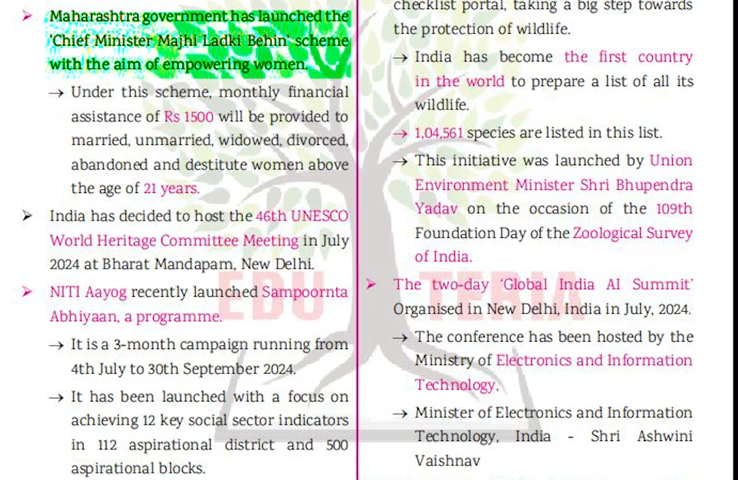 ➤ Maharashtra government has launched the
'Chief Minister Majhi Ladki Behin' scheme
with the aim of empowering women.
→ Under this scheme, monthly financial
assistance of Rs 1500 will be provided to
married, unmarried, widowed, divorced,
abandoned and destitute women above
the age of 21 years.
➤ India has decided to host the 46th UNESCO
World Heritage Committee Meeting in July
2024 at Bharat Mandapam, New Delhi.
➤ NITI Aayog recently launched Sampoornta
Abhiyaan, a programme.
→ It is a 3-month campaign running from
4th July to 30th September 2024.
→ It has been launched with a focus on
achieving 12 key social sector indicators
in 112 aspirational district and 500
aspirational blocks.
checklist portal, taking a big step towards
the protection of wildlife.
→ India has become the first country
in the world to prepare a list of all its
wildlife.
→ 1,04,561 species are listed in this list.
→ This initiative was launched by Union
Environment Minister Shri Bhupendra
Yadav on the occasion of the 109th
Foundation Day of the Zoological Survey
of India.
➤ The two-day 'Global India AI Summit'
Organised in New Delhi, India in July, 2024.
→ The conference has been hosted by the
Ministry of Electronics and Information
Technology,
→ Minister of Electronics and Information
Technology, India - Shri Ashwini
Vaishnav
EDU TERIA